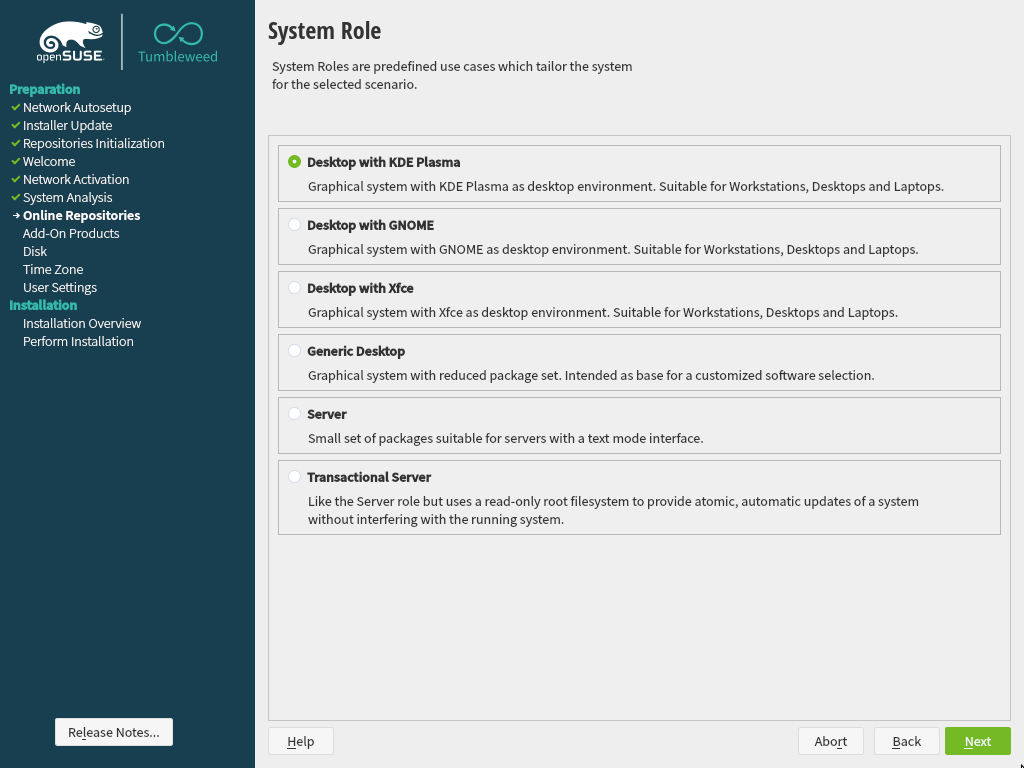 openSUSE
Tumbleweed
Preparation
Network Autosetup
Installer Update
Repositories Initialization
Welcome
Network Activation
System Analysis
Online Repositories
Add-On Products
Disk
Time Zone
User Settings
Installation
Installation Overview
Perform Installation
Release Notes...
System Role
System Roles are predefined use cases which tailor the system
for the selected scenario.
Desktop with KDE Plasma
Graphical system with KDE Plasma as desktop environment. Suitable for Workstations, Desktops and Laptops.
Desktop with GNOME
Graphical system with GNOME as desktop environment. Suitable for Workstations, Desktops and Laptops.
Desktop with Xfce
Graphical system with Xfce as desktop environment. Suitable for Workstations, Desktops and Laptops.
Generic Desktop
Graphical system with reduced package set. Intended as base for a customized software selection.
Server
Small set of packages suitable for servers with a text mode interface.
Transactional Server
Like the Server role but uses a read-only root filesystem to provide atomic, automatic updates of a system
without interfering with the running system.
Help
Abort
Back
Next